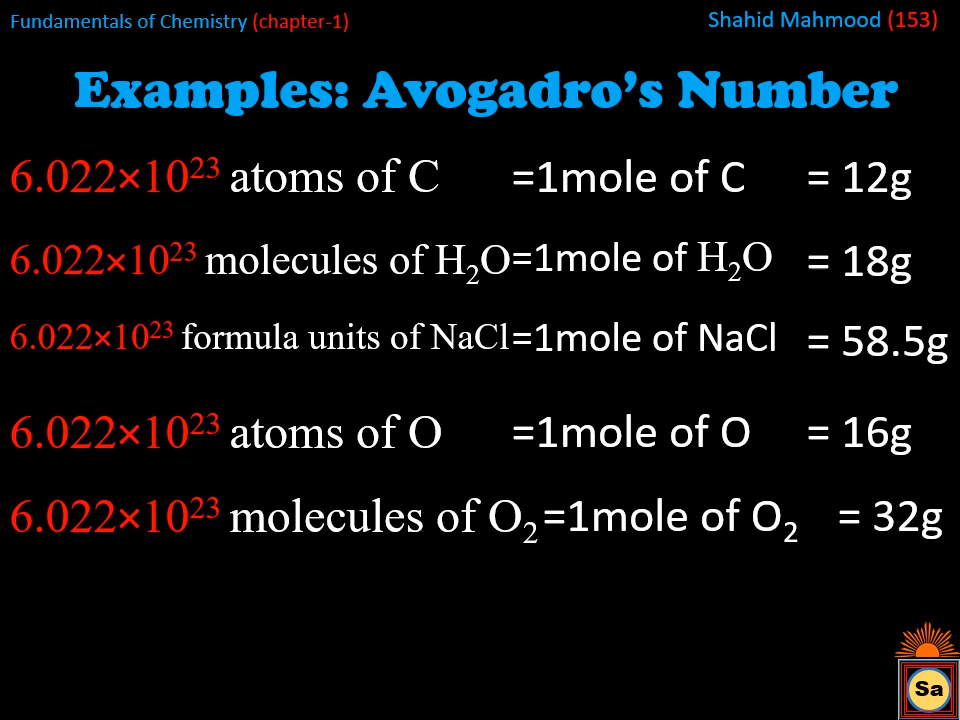 Fundamentals of Chemistry (chapter-1) Shahid Mahmood (153)
Examples: Avogadro’s Number
6.022×10²³ atoms of C =1mole of C = 12g
6.022×10²³ molecules of H₂O=1mole of H₂O = 18g
6.022×10²³ formula units of NaCl=1mole of NaCl = 58.5g
6.022×10²³ atoms of O =1mole of O = 16g
6.022×10²³ molecules of O₂=1mole of O₂ = 32g
Sa